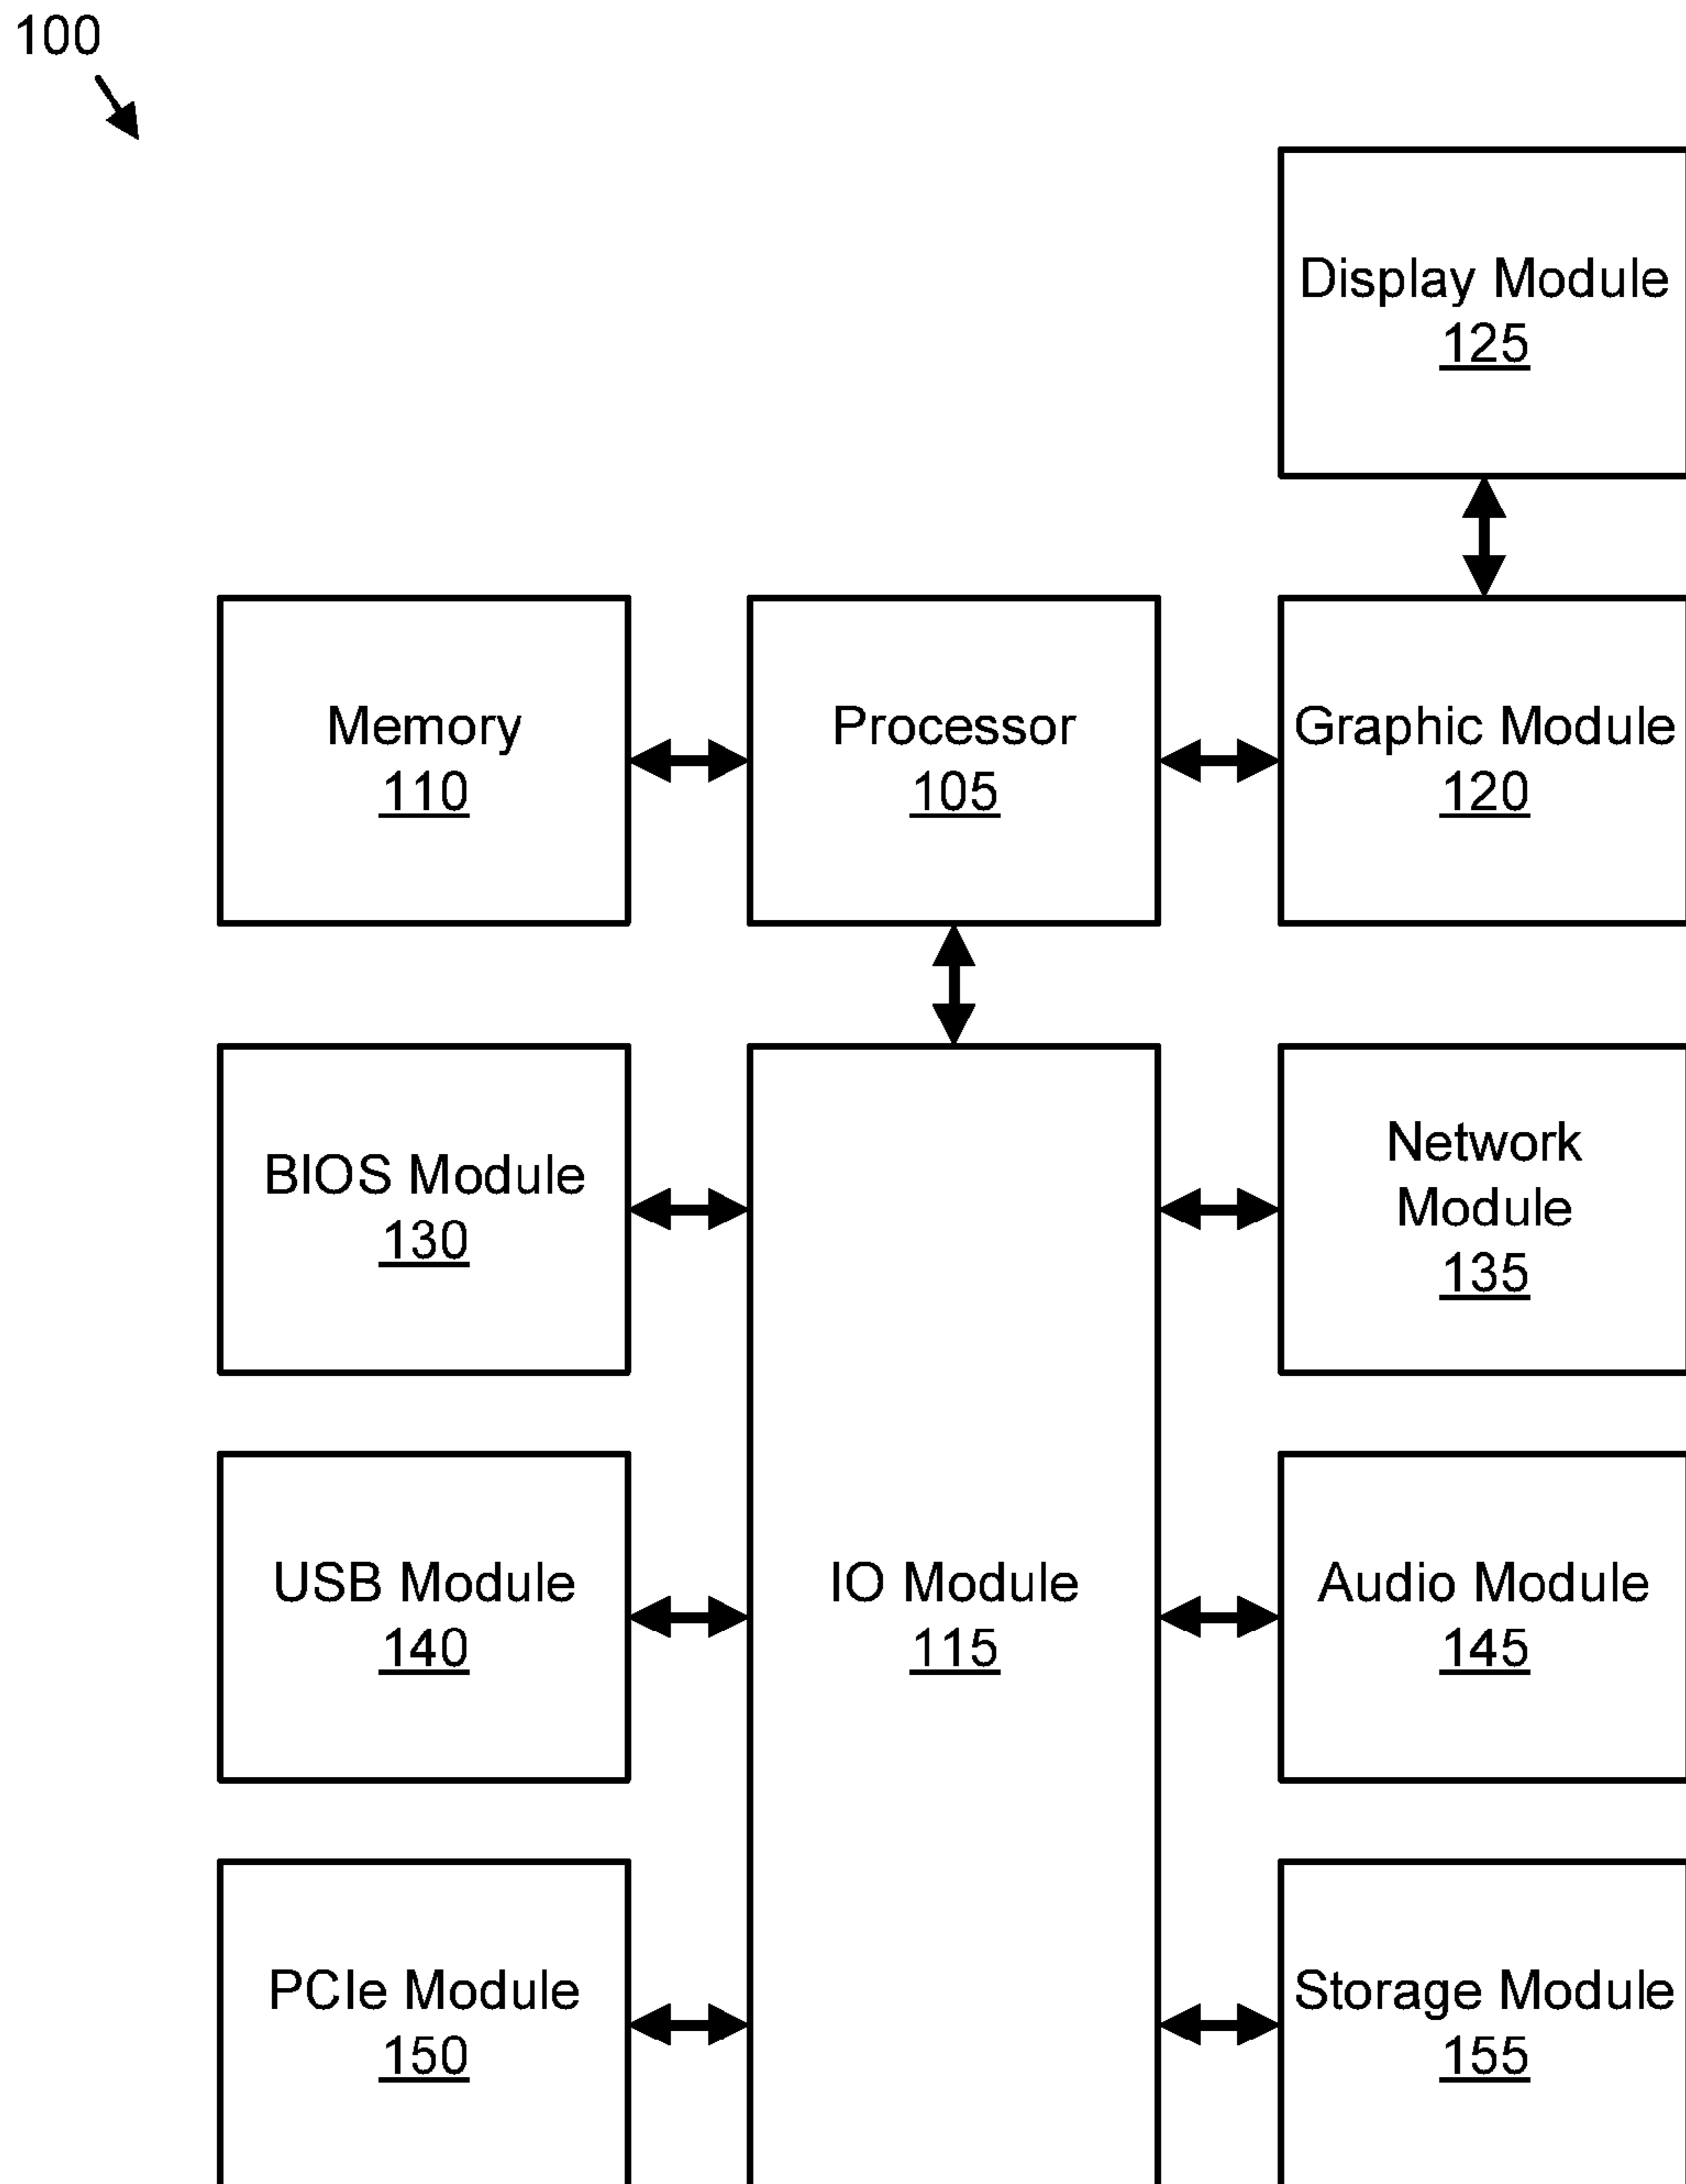 100
Display Module
125
Memory
110
Processor
105
Graphic Module
120
BIOS Module
130
Network
Module
135
USB Module
140
IO Module
115
Audio Module
145
PCIe Module
150
Storage Module
155